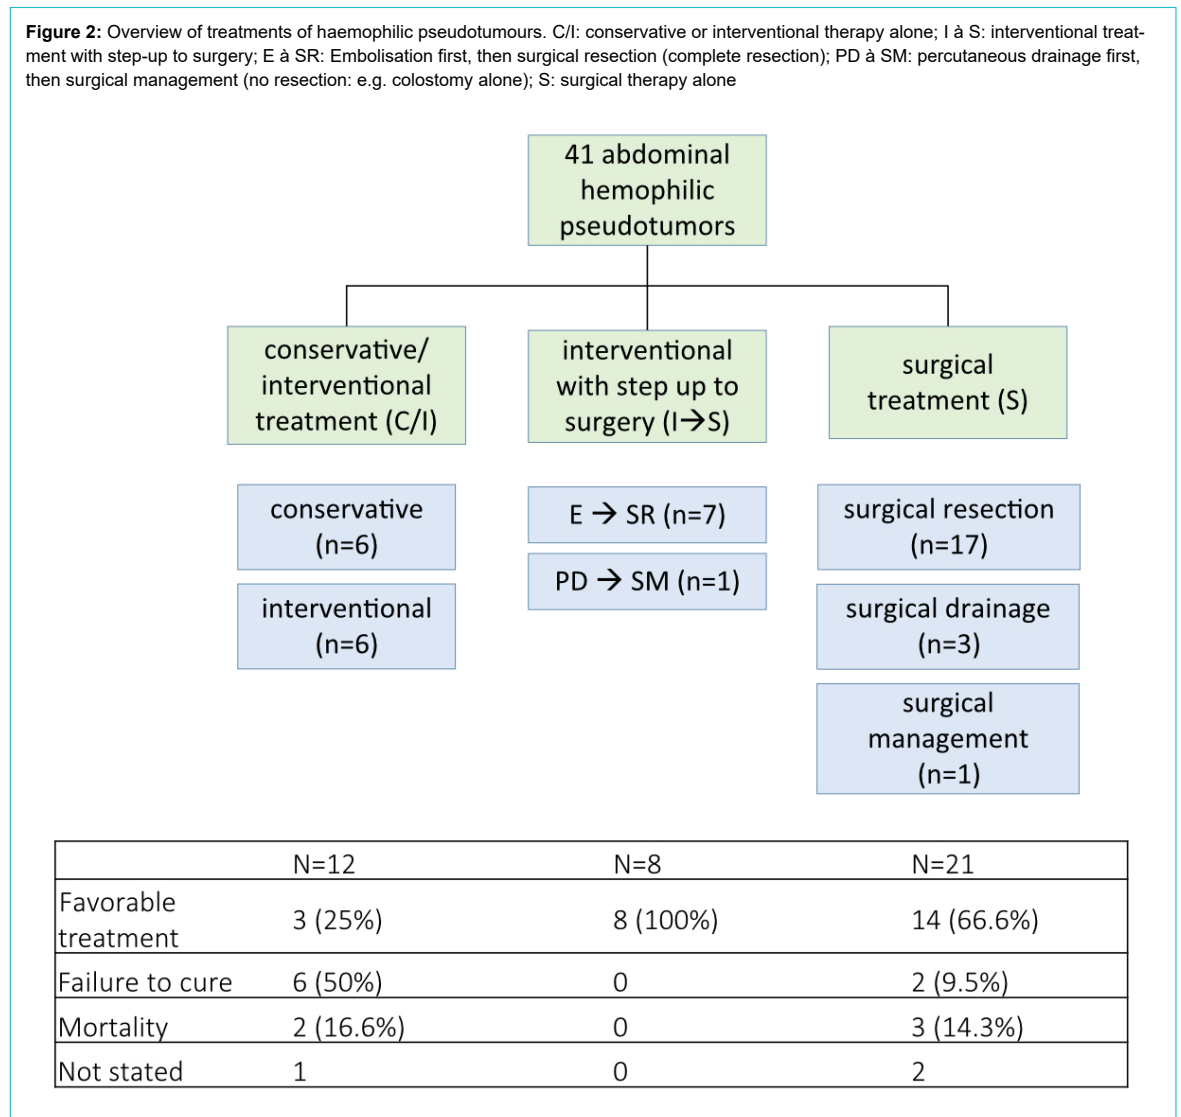 Figure 2: Overview of treatments of haemophilic pseudotumours. C/I: conservative or interventional therapy alone; I à S: interventional treat-
ment with step-up to surgery; E à SR: Embolisation first, then surgical resection (complete resection); PD à SM: percutaneous drainage first,
then surgical management (no resection: e.g. colostomy alone); S: surgical therapy alone
41 abdominal
hemophilic
pseudotumors
conservative/
interventional
treatment (C/I)
interventional
with step up to
surgery (I→S)
surgical
treatment (S)
conservative
(n=6)
interventional
(n=6)
E → SR (n=7)
PD → SM (n=1)
surgical resection
(n=17)
surgical drainage
(n=3)
surgical
management
(n=1)
N=12 N=8 N=21
Favorable
treatment 3 (25%) 8 (100%) 14 (66.6%)
Failure to cure 6 (50%) 0 2 (9.5%)
Mortality 2 (16.6%) 0 3 (14.3%)
Not stated 1 0 2